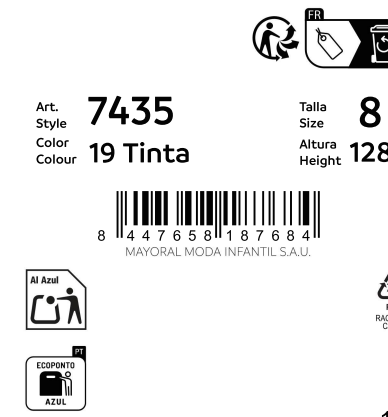 FR
Art.
Style
7435
Talla
Size
8
Color
Colour
19 Tinta
Altura
Height
128
8 447658 187684
MAYORAL MODA INFANTIL S.A.U.
Al Azul
PT
ECOPONTO
AZUL